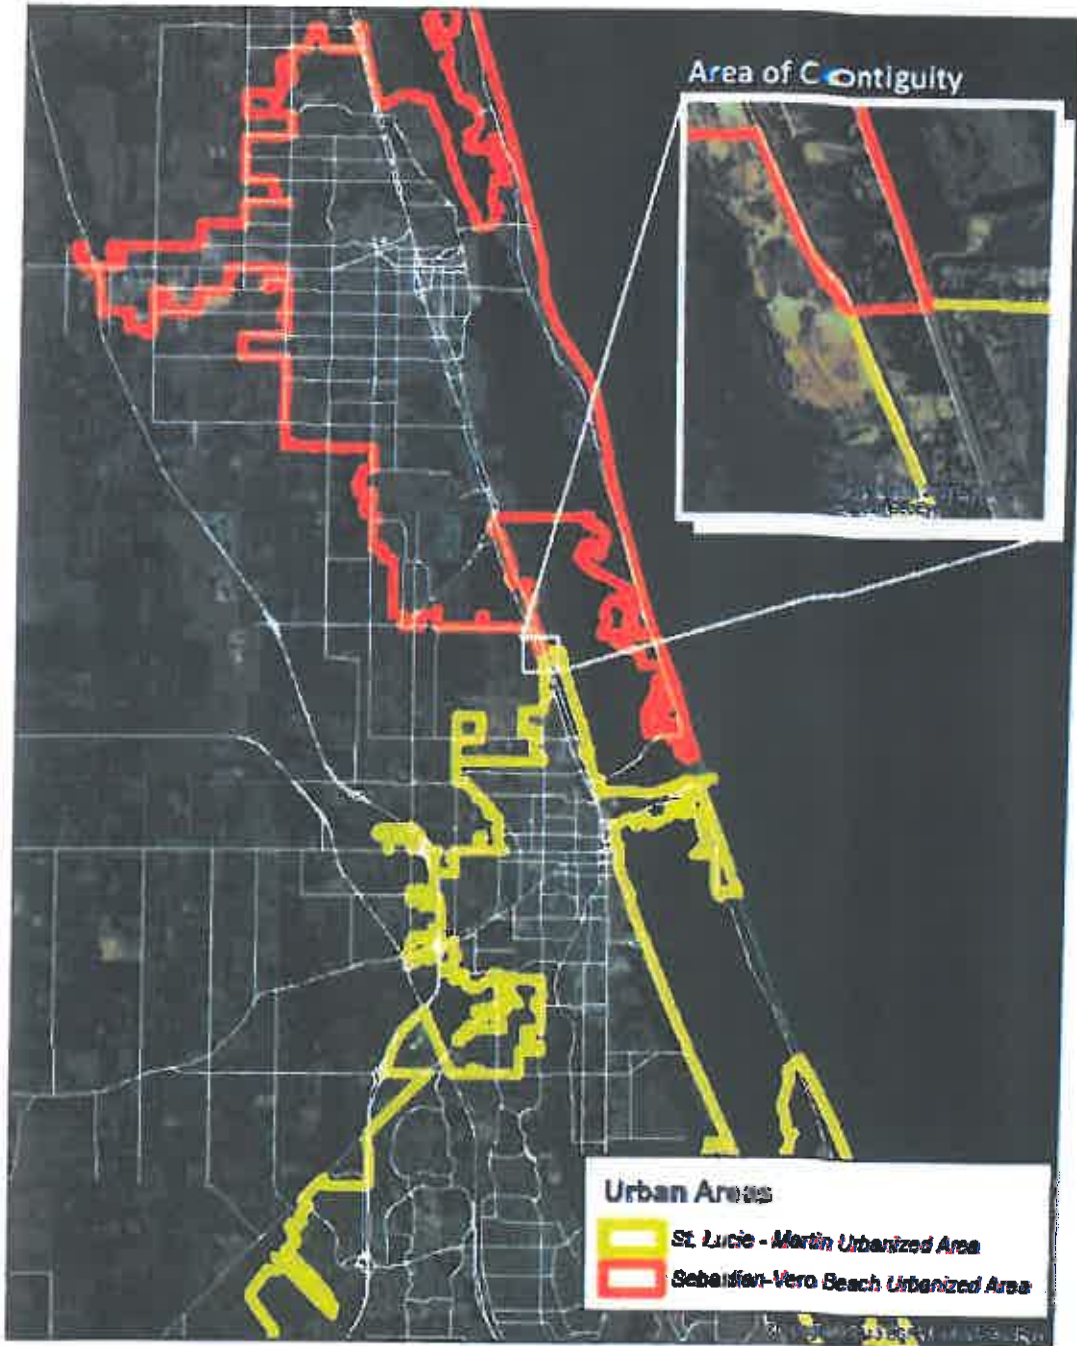 Area of Contiguity
Urban Areas
St. Lucie - Martin Urbanized Area
Sebastian-Vero Beach Urbanized Area